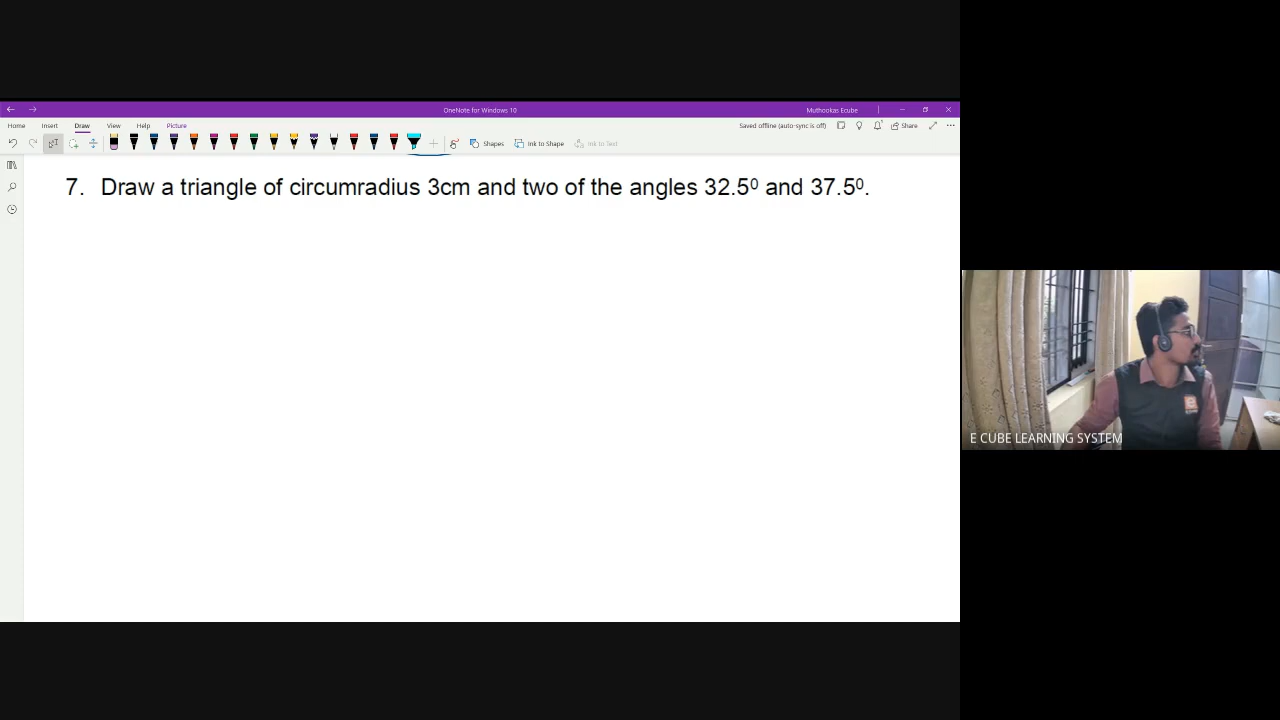 OneNote for Windows 10
Muthookas Ecube
Home Insert Draw View Help Picture
Saved offline (auto-sync is off) Share
Shapes Ink to Shape Ink to Text
7. Draw a triangle of circumradius 3cm and two of the angles 32.5⁰ and 37.5⁰.
E CUBE LEARNING SYSTEM